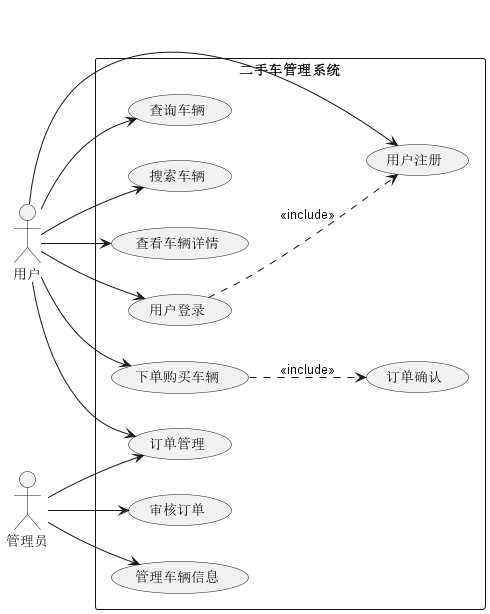 二手车管理系统
查询车辆
用户注册
搜索车辆
«include»
查看车辆详情
用户
用户登录
«include»
下单购买车辆
订单确认
订单管理
审核订单
管理员
管理车辆信息